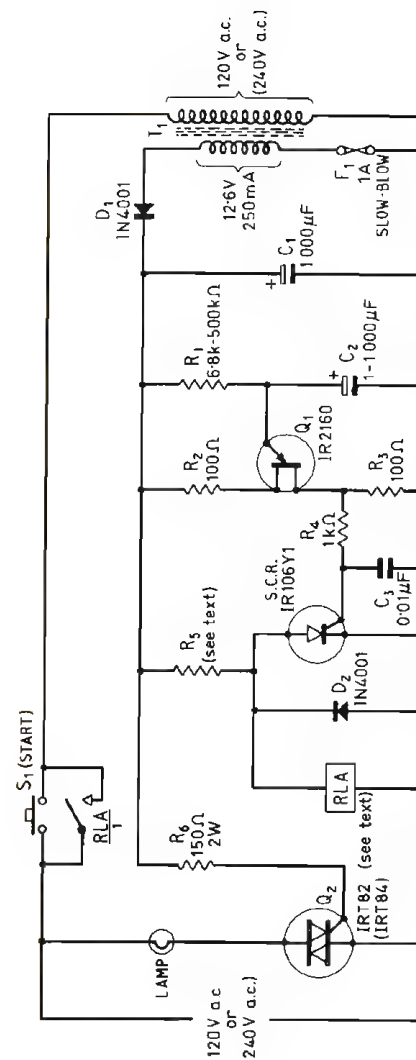 S1 (START)
RLA
1
120V a.c
or
240V a.c.
LAMP
Q2
IRT82
(IRT84)
R6
150Ω
2W
RLA
(see text)
D2
1N4001
R5
(see text)
S.C.R.
IR106Y1
R4
1kΩ
C3
0·01µF
R2
100Ω
Q1
IR2160
R3
100Ω
R1
6·8k-500kΩ
C2
1-1000µF
+
C1
1000µF
+
D1
1N4001
12·6V
250mA
F1
1A
SLOW-BLOW
T1
120V a.c.
or
(240V a.c.)